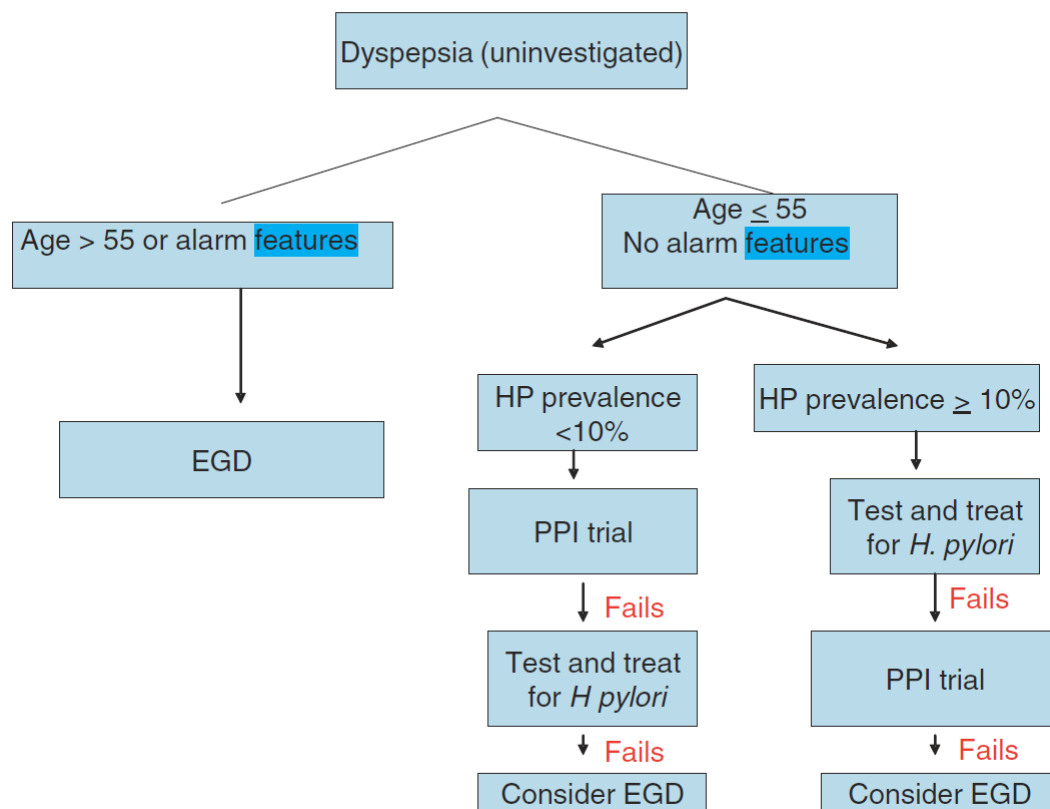 Dyspepsia (uninvestigated)
Age > 55 or alarm features
Age ≤ 55
No alarm features
EGD
HP prevalence
<10%
PPI trial
Fails
Test and treat
for H pylori
Fails
Consider EGD
HP prevalence ≥ 10%
Test and treat
for H. pylori
Fails
PPI trial
Fails
Consider EGD